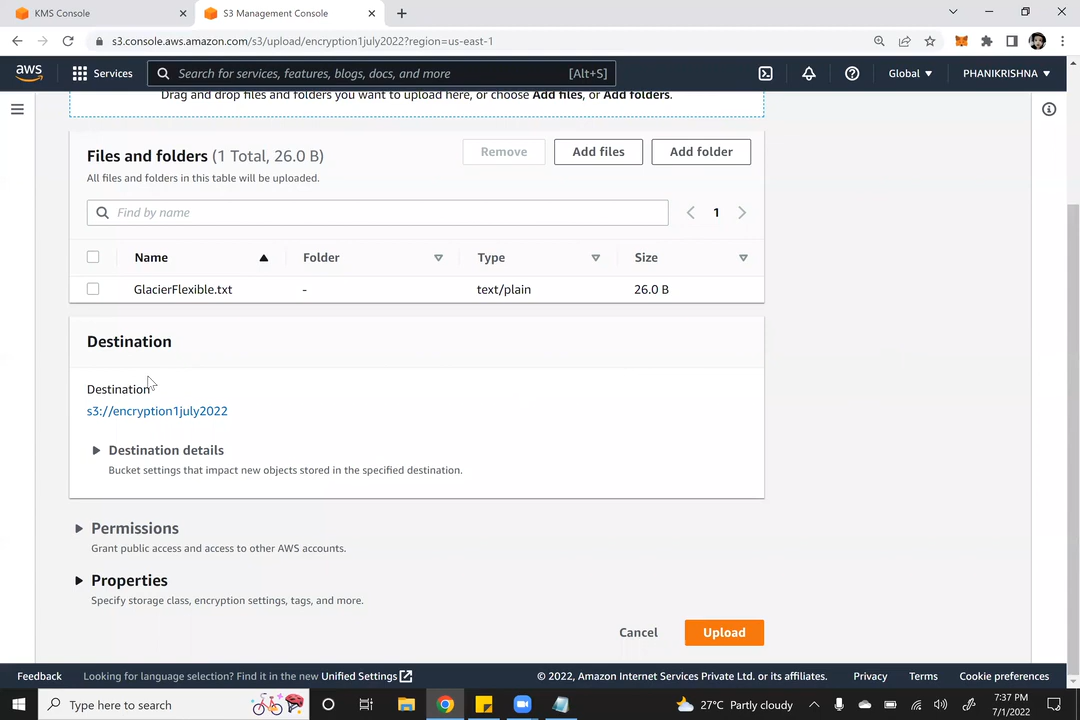 KMS Console
S3 Management Console
s3.console.aws.amazon.com/s3/upload/encryption1july2022?region=us-east-1
aws
Services
Search for services, features, blogs, docs, and more
[Alt+S]
Global
PHANIKRISHNA
Drag and drop files and folders you want to upload here, or choose Add files, or Add folders.
Files and folders (1 Total, 26.0 B)
Remove
Add files
Add folder
All files and folders in this table will be uploaded.
Find by name
1
Name
Folder
Type
Size
GlacierFlexible.txt
-
text/plain
26.0 B
Destination
Destination
s3://encryption1july2022
Destination details
Bucket settings that impact new objects stored in the specified destination.
Permissions
Grant public access and access to other AWS accounts.
Properties
Specify storage class, encryption settings, tags, and more.
Cancel
Upload
Feedback
Looking for language selection? Find it in the new Unified Settings
© 2022, Amazon Internet Services Private Ltd. or its affiliates.
Privacy
Terms
Cookie preferences
Type here to search
27°C Partly cloudy
7:37 PM
7/1/2022